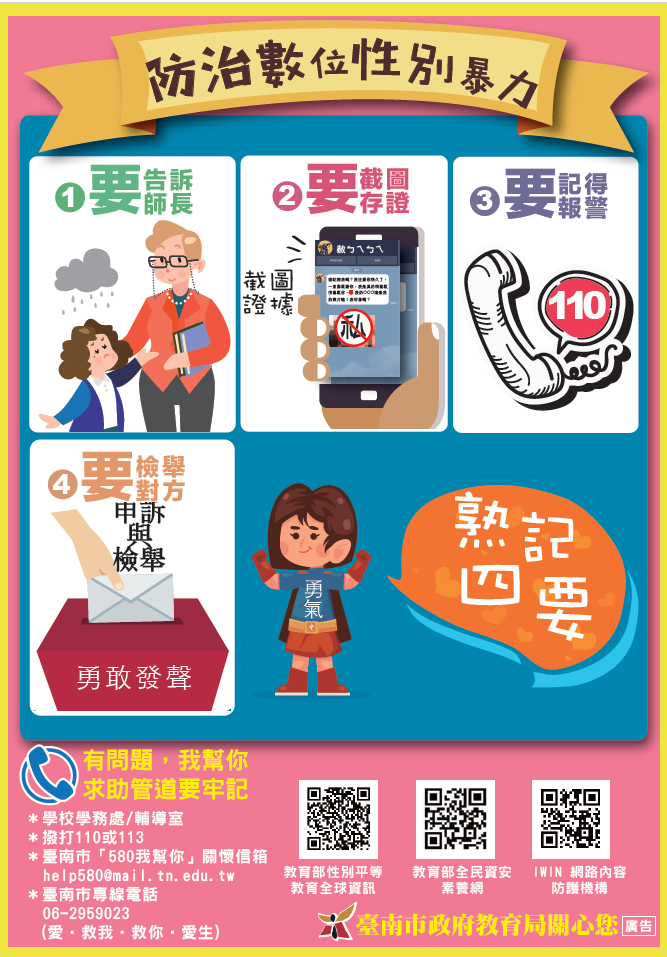 防治數位性別暴力
1 要告訴師長
2 要截圖存證
3 要記得報警
截圖
證據
私
110
4 要檢舉對方
申訴
與
檢舉
勇敢發聲
勇氣
熟記
四要
有問題，我幫你
求助管道要牢記
＊學校學務處/輔導室
＊撥打110或113
＊臺南市「580我幫你」關懷信箱
help580@mail.tn.edu.tw
＊臺南市專線電話
06-2959023
(愛・救我・救你・愛生)
教育部性別平等
教育全球資訊
教育部全民資安
素養網
IWIN 網路內容
防護機構
臺南市政府教育局關心您 廣告